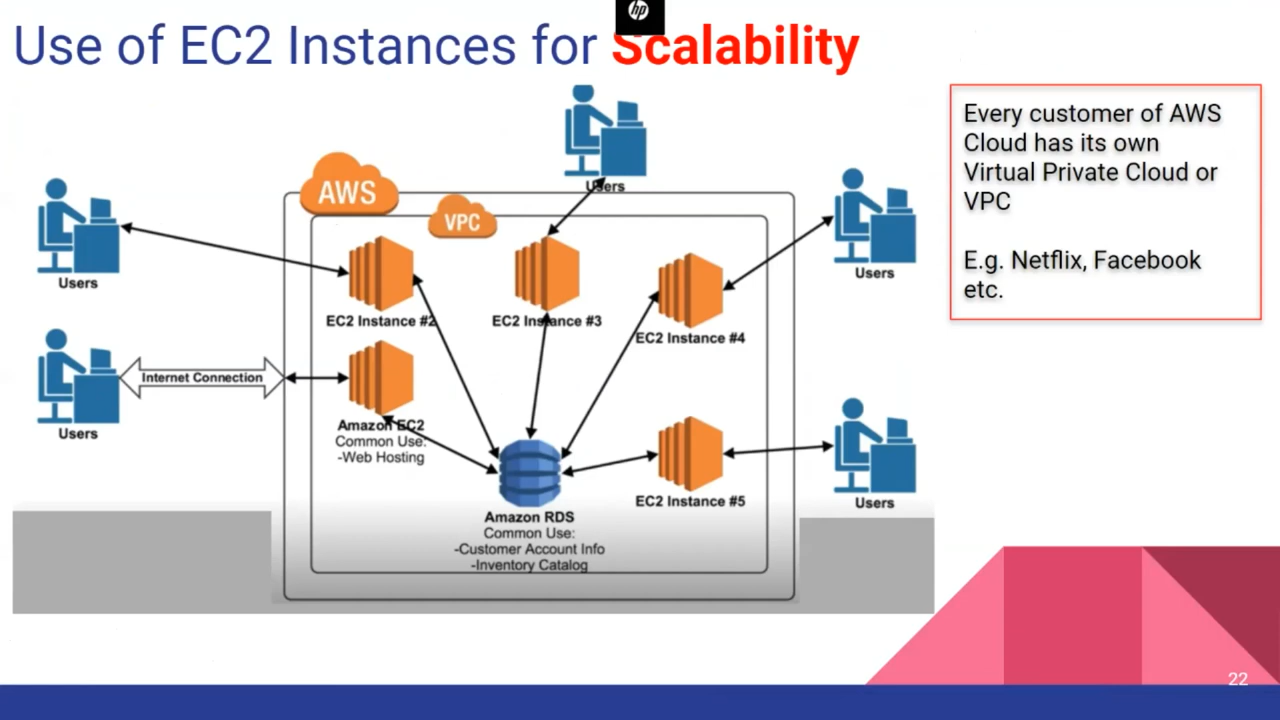 hp
Use of EC2 Instances for Scalability
Every customer of AWS
Cloud has its own
Virtual Private Cloud or
VPC
E.g. Netflix, Facebook
etc.
Users
AWS
VPC
Users
Users
EC2 Instance #2
EC2 Instance #3
EC2 Instance #4
Internet Connection
Users
Amazon EC2
Common Use:
-Web Hosting
EC2 Instance #5
Users
Amazon RDS
Common Use:
-Customer Account Info
-Inventory Catalog
22